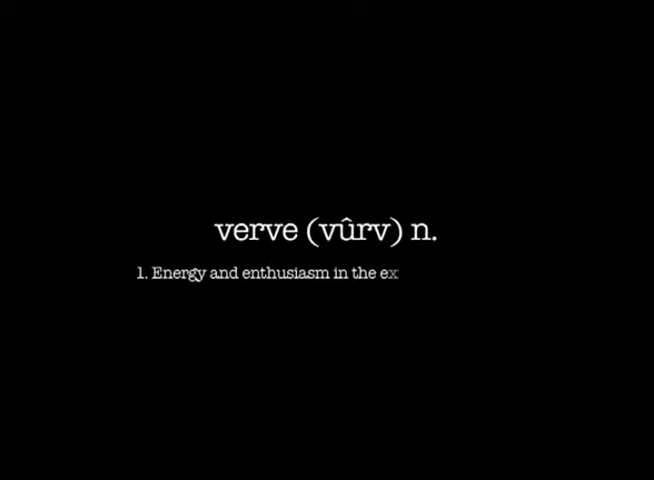 verve (vûrv) n.
1. Energy and enthusiasm in the ex